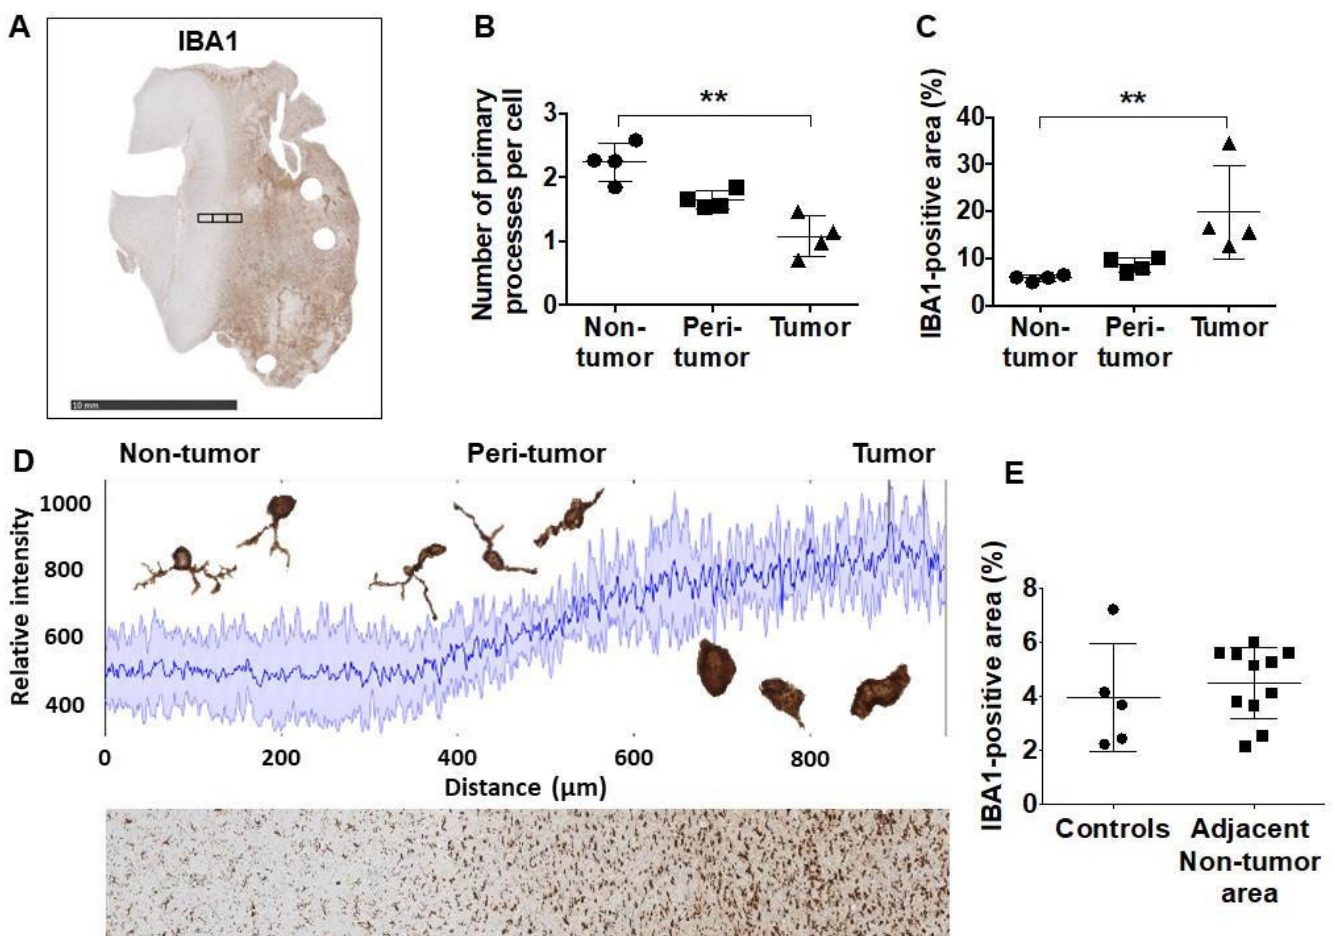 A
IBA1
10 mm
B
Number of primary
processes per cell
3
2
1
0
**
Non-
tumor
Peri-
tumor
Tumor
C
IBA1-positive area (%)
40
30
20
10
0
**
Non-
tumor
Peri-
tumor
Tumor
D
Non-tumor
Peri-tumor
Tumor
Relative intensity
1000
800
600
400
0
200
400
600
800
Distance (µm)
E
IBA1-positive area (%)
8
6
4
2
0
Controls
Adjacent
Non-tumor
area